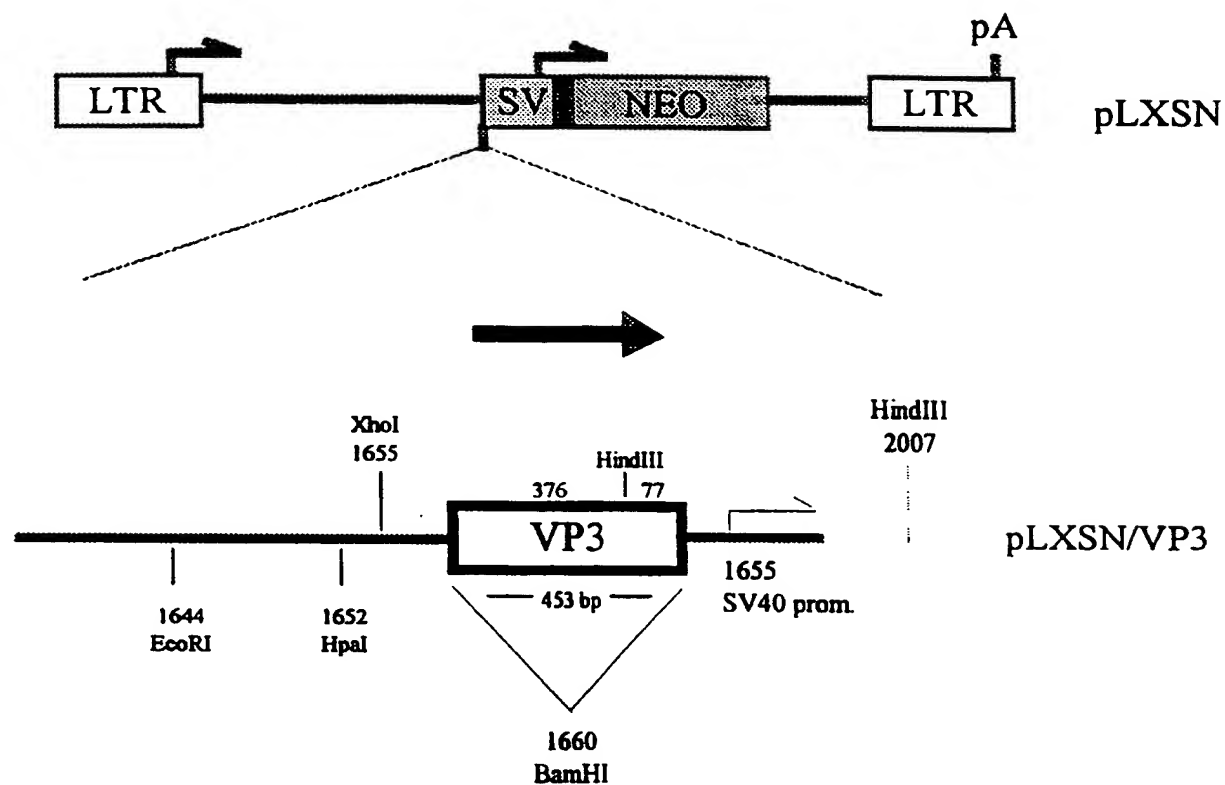 pA
LTR
SV
NEO
LTR
pLXSN
XhoI
1655
HindIII
2007
HindIII
376
77
VP3
pLXSN/VP3
453 bp
1655
SV40 prom.
1644
EcoRI
1652
HpaI
1660
BamHI